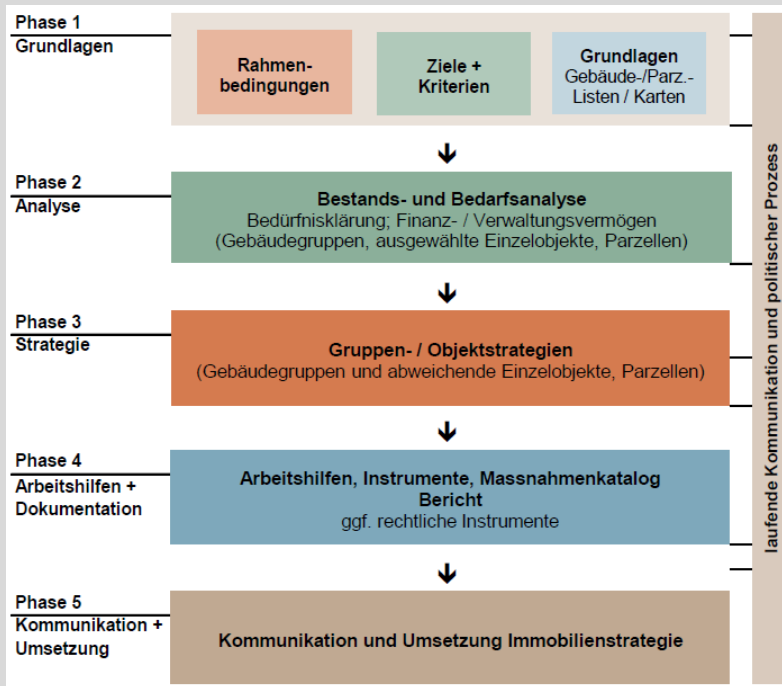 Phase 1
Grundlagen
Rahmen-
bedingungen
Ziele +
Kriterien
Grundlagen
Gebäude-/Parz.-
Listen / Karten
Phase 2
Analyse
Bestands- und Bedarfsanalyse
Bedürfnisklärung; Finanz- / Verwaltungsvermögen
(Gebäudegruppen, ausgewählte Einzelobjekte, Parzellen)
Phase 3
Strategie
Gruppen- / Objektstrategien
(Gebäudegruppen und abweichende Einzelobjekte, Parzellen)
Phase 4
Arbeitshilfen +
Dokumentation
Arbeitshilfen, Instrumente, Massnahmenkatalog
Bericht
ggf. rechtliche Instrumente
Phase 5
Kommunikation +
Umsetzung
Kommunikation und Umsetzung Immobilienstrategie
laufende Kommunikation und politischer Prozess